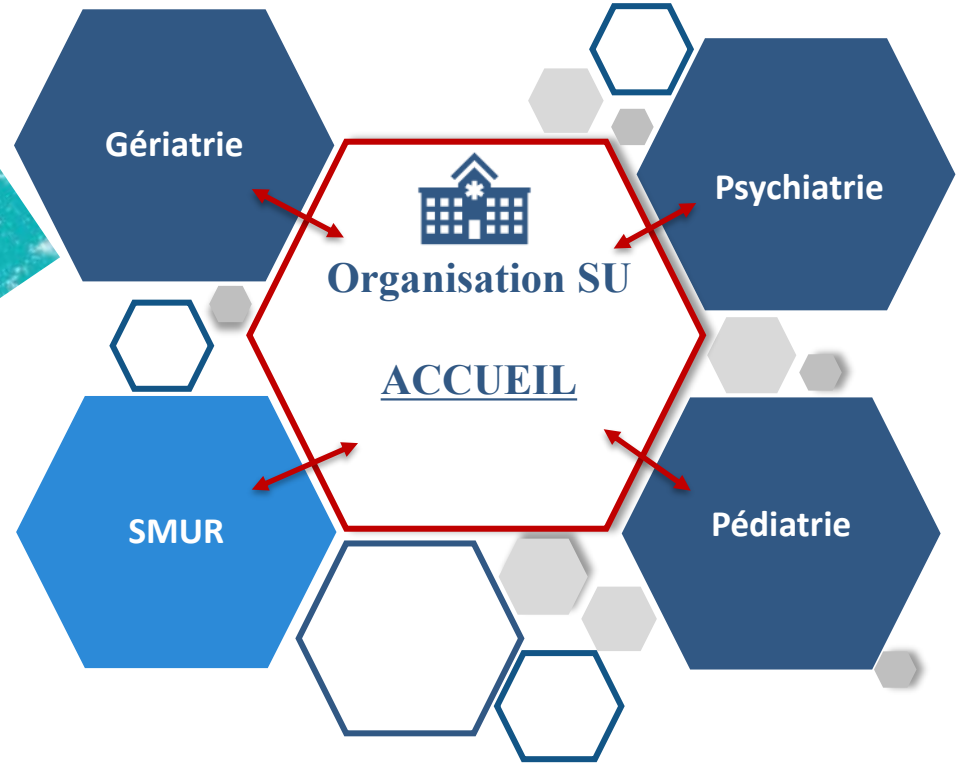 Gériatrie
Psychiatrie
Organisation SU
ACCUEIL
SMUR
Pédiatrie